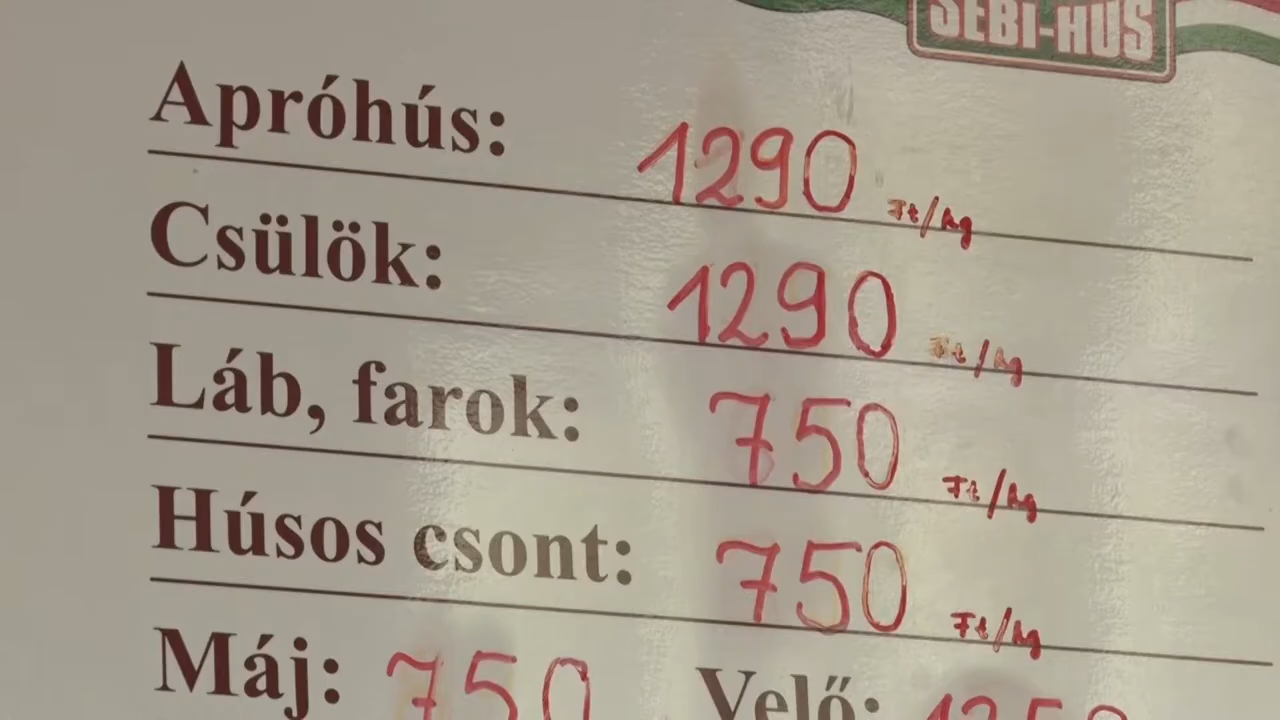 SEBI-HÚS
Apróhús: 1290 Ft/kg
Csülök: 1290 Ft/kg
Láb, farok: 750 Ft/kg
Húsos csont: 750 Ft/kg
Máj: 750 Velő: